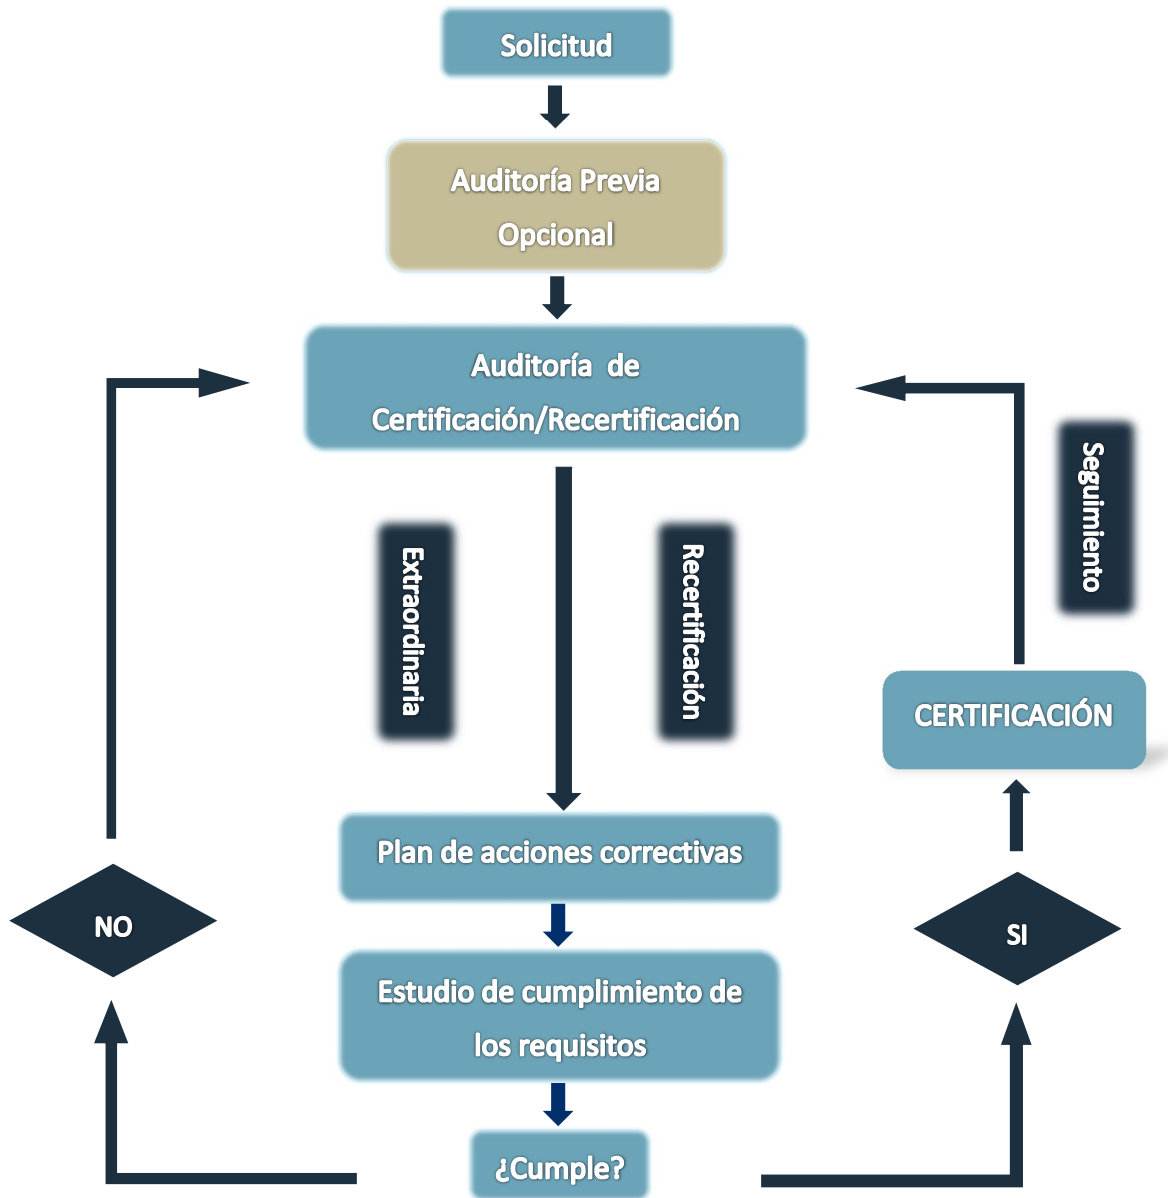 Solicitud
Auditoría Previa
Opcional
Auditoría de
Certificación/Recertificación
Seguimiento
Extraordinaria
Recertificación
CERTIFICACIÓN
Plan de acciones correctivas
NO
SI
Estudio de cumplimiento de
los requisitos
¿Cumple?